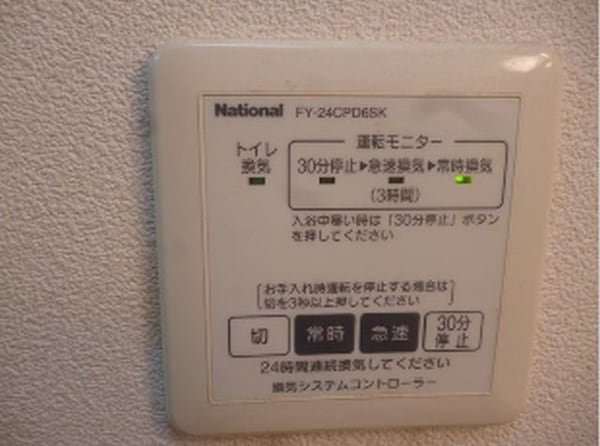 National FY-24CPD6SK
運転モニター
トイレ換気
30分停止▶急速換気▶常時換気
(3時間)
入浴中寒い時は「30分停止」ボタン
を押してください
お手入れ時運転を停止する場合は
切を3秒以上押してください
切 常時 急速 30分停止
24時間連続換気してください
換気システムコントローラー